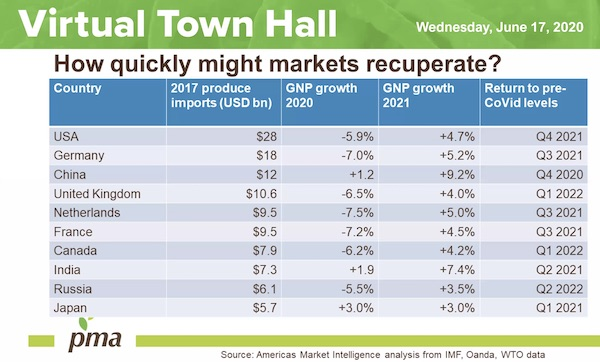 Virtual Town Hall
Wednesday, June 17, 2020
How quickly might markets recuperate?
Country 2017 produce imports (USD bn) GNP growth 2020 GNP growth 2021 Return to pre-CoVid levels
USA $28 -5.9% +4.7% Q4 2021
Germany $18 -7.0% +5.2% Q3 2021
China $12 +1.2 +9.2% Q4 2020
United Kingdom $10.6 -6.5% +4.0% Q1 2022
Netherlands $9.5 -7.5% +5.0% Q3 2021
France $9.5 -7.2% +4.5% Q3 2021
Canada $7.9 -6.2% +4.2% Q1 2022
India $7.3 +1.9 +7.4% Q2 2021
Russia $6.1 -5.5% +3.5% Q2 2022
Japan $5.7 +3.0% +3.0% Q1 2021
pma
Source: Americas Market Intelligence analysis from IMF, Oanda, WTO data